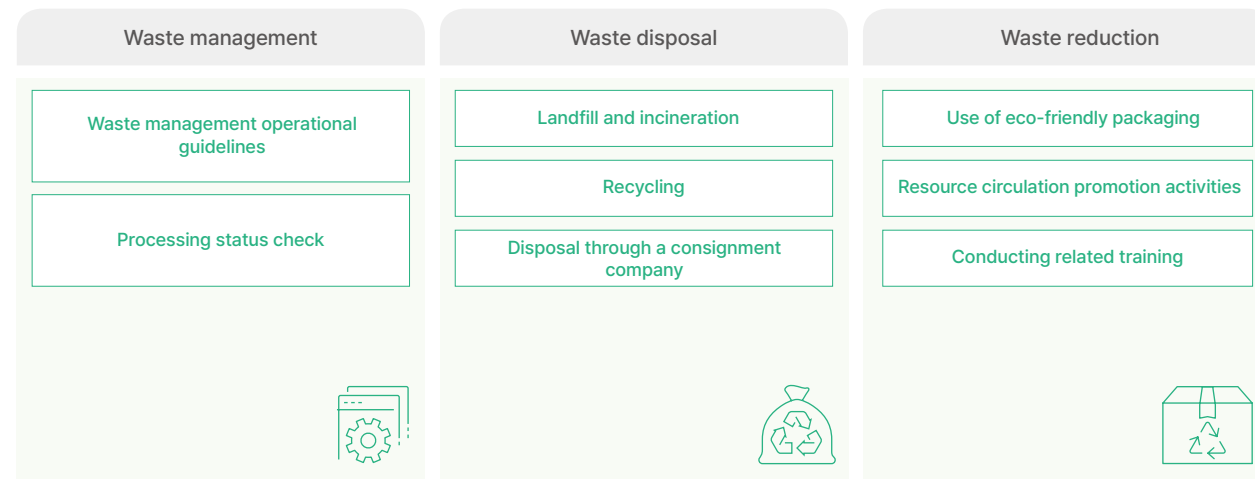 Waste management
Waste management operational
guidelines
Processing status check
Waste disposal
Landfill and incineration
Recycling
Disposal through a consignment
company
Waste reduction
Use of eco-friendly packaging
Resource circulation promotion activities
Conducting related training